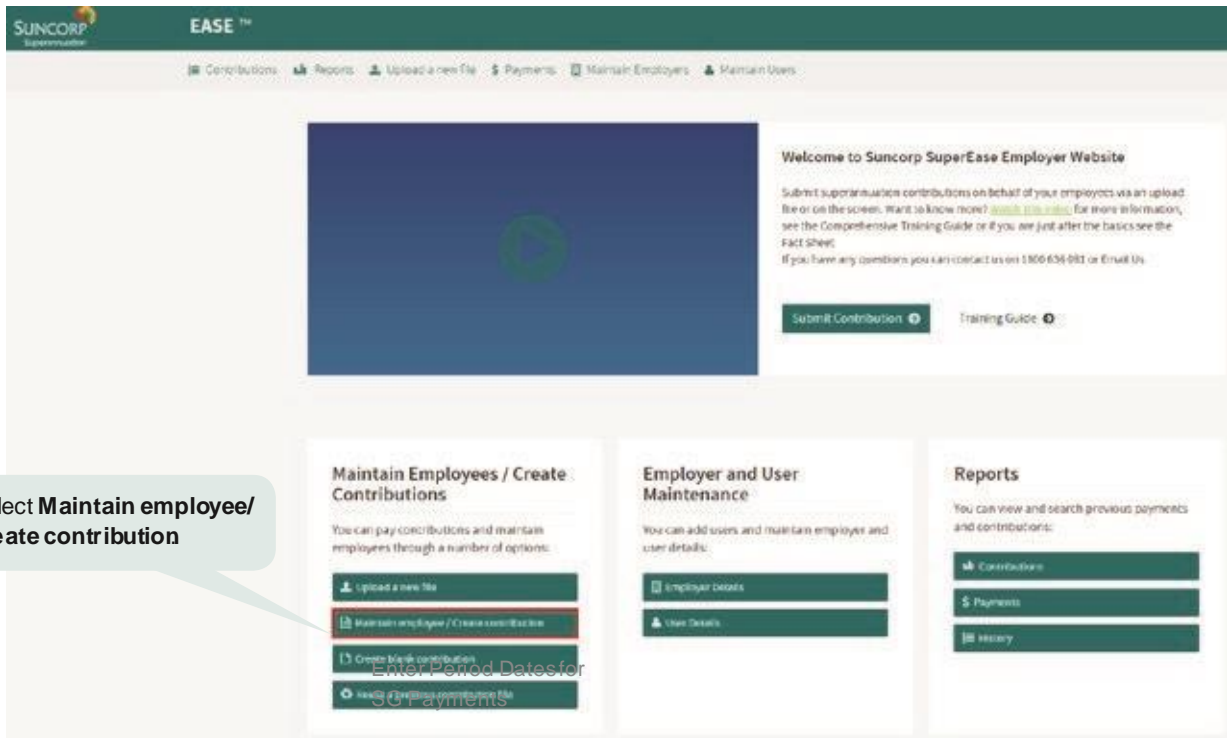 SUNCORP
Superannuation
EASE ™
Contributions Reports Upload a new file $ Payments Maintain Employers Maintain Users
Welcome to Suncorp SuperEase Employer Website
Submit superannuation contributions on behalf of your employees via an upload
file or on the screen. Want to know more? Watch this video for more information,
see the Comprehensive Training Guide or if you are just after the basics see the
Fact Sheet
If you have any questions you can contact us on or Email Us
Submit Contribution
Training Guide
lect Maintain employee/
eate contribution
Maintain Employees / Create
Contributions
You can pay contributions and maintain
employees through a number of options:
Upload a new file
Maintain employee / Create contribution
Create blank contribution
contribution file
Enter Period Dates for
SG Payments
Employer and User
Maintenance
You can add users and maintain employer and
user details:
Employer Details
User Details
Reports
You can view and search previous payments
and contributions:
Contributions
$ Payments
History